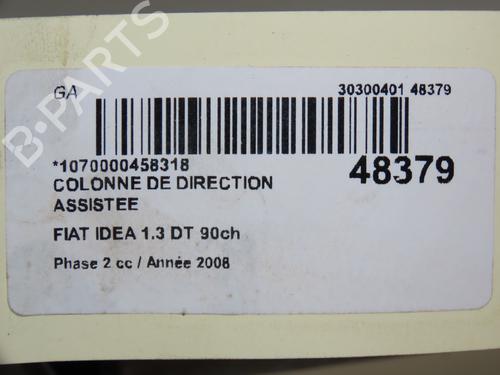 GA
30300401 48379
*1070000458318
48379
COLONNE DE DIRECTION
ASSISTEE
FIAT IDEA 1.3 DT 90ch
Phase 2 cc / Année 2008
B-PARTS